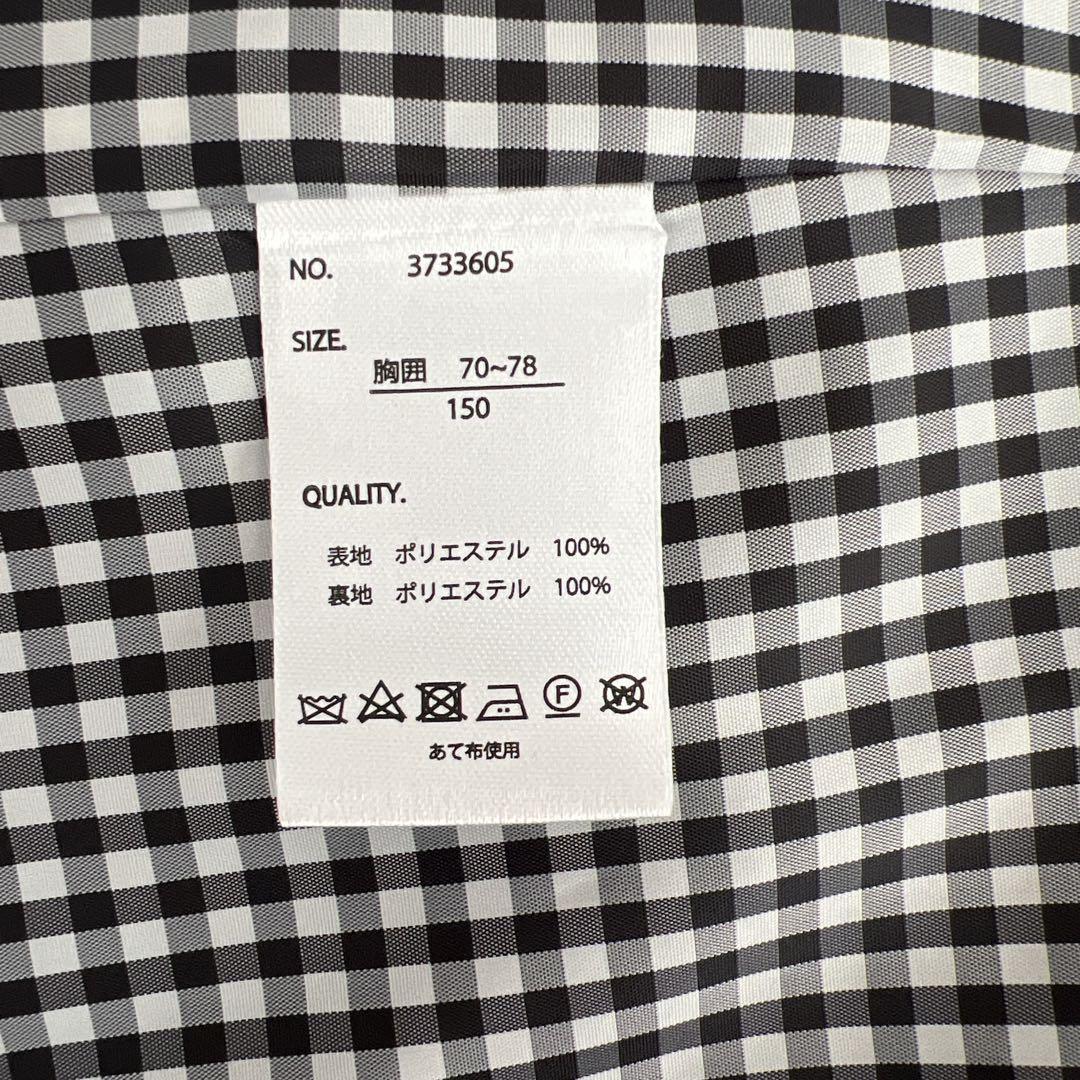 NO. 3733605
SIZE.
胸囲 70~78
150
QUALITY.
表地 ポリエステル 100%
裏地 ポリエステル 100%
F W
あて布使用